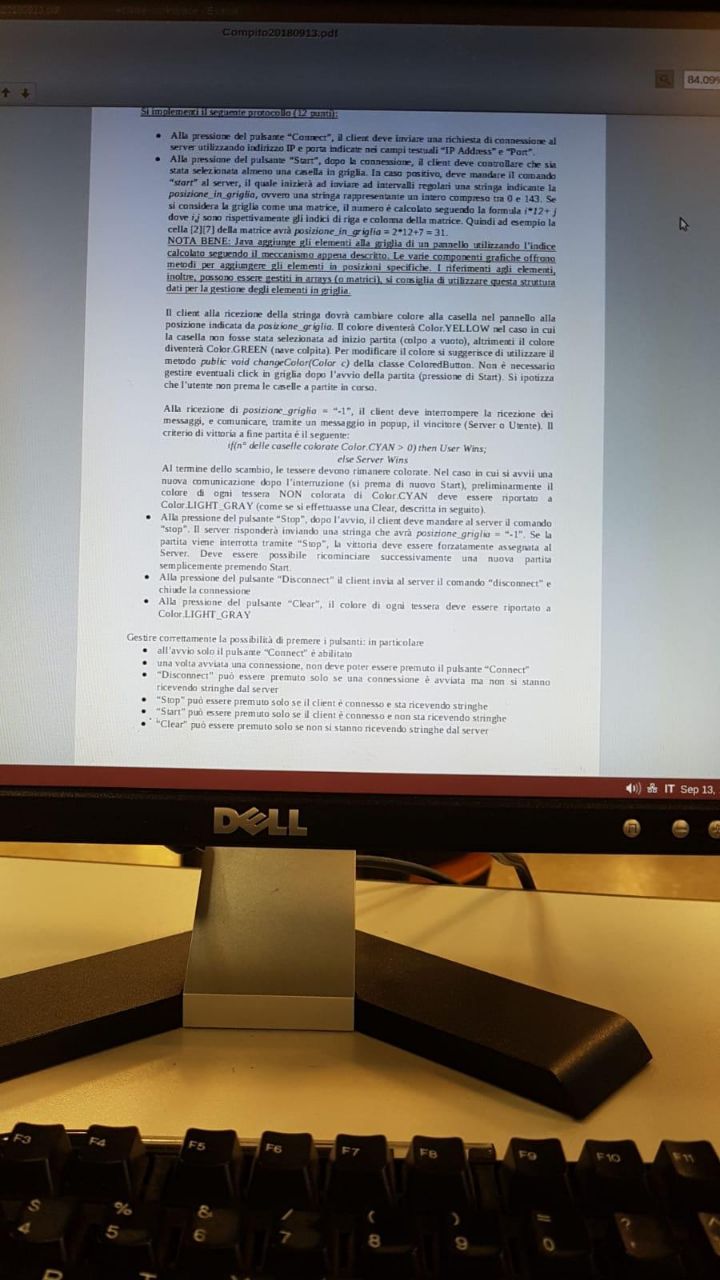 Compito20180913.pdf
84.09%
Si implementi il seguente protocollo (12 punti):
• Alla pressione del pulsante “Connect”, il client deve inviare una richiesta di connessione al
server utilizzando indirizzo IP e porta indicate nei campi testuali “IP Address” e “Port”.
• Alla pressione del pulsante “Start”, dopo la connessione, il client deve controllare che sia
stata selezionata almeno una casella in griglia. In caso positivo, deve mandare il comando
“start” al server, il quale inizierà ad inviare ad intervalli regolari una stringa indicante la
posizione_in_griglia, ovvero una stringa rappresentante un intero compreso tra 0 e 143. Se
si considera la griglia come una matrice, il numero è calcolato seguendo la formula i*12+ j
dove i,j sono rispettivamente gli indici di riga e colonna della matrice. Quindi ad esempio la
cella [2][7] della matrice avrà posizione_in_griglia = 2*12+7 = 31.
NOTA BENE: Java aggiunge gli elementi alla griglia di un pannello utilizzando l'indice
calcolato seguendo il meccanismo appena descritto. Le varie componenti grafiche offrono
metodi per aggiungere gli elementi in posizioni specifiche. I riferimenti agli elementi,
inoltre, possono essere gestiti in arrays (o matrici), si consiglia di utilizzare questa struttura
dati per la gestione degli elementi in griglia.
Il client alla ricezione della stringa dovrà cambiare colore alla casella nel pannello alla
posizione indicata da posizione_griglia. Il colore diventerà Color.YELLOW nel caso in cui
la casella non fosse stata selezionata ad inizio partita (colpo a vuoto), altrimenti il colore
diventerà Color.GREEN (nave colpita). Per modificare il colore si suggerisce di utilizzare il
metodo public void changeColor(Color c) della classe ColoredButton. Non è necessario
gestire eventuali click in griglia dopo l'avvio della partita (pressione di Start). Si ipotizza
che l'utente non prema le caselle a partite in corso.
Alla ricezione di posizione_griglia = “-1”, il client deve interrompere la ricezione dei
messaggi, e comunicare, tramite un messaggio in popup, il vincitore (Server o Utente). Il
criterio di vittoria a fine partita è il seguente:
if(n° delle caselle colorate Color.CYAN > 0) then User Wins;
else Server Wins
Al termine dello scambio, le tessere devono rimanere colorate. Nel caso in cui si avvii una
nuova comunicazione dopo l'interruzione (si prema di nuovo Start), preliminarmente il
colore di ogni tessera NON colorata di Color.CYAN deve essere riportato a
Color.LIGHT_GRAY (come se si effettuasse una Clear, descritta in seguito).
• Alla pressione del pulsante “Stop”, dopo l'avvio, il client deve mandare al server il comando
“stop”. Il server risponderà inviando una stringa che avrà posizione_griglia = “-1”. Se la
partita viene interrotta tramite “Stop”, la vittoria deve essere forzatamente assegnata al
Server. Deve essere possibile ricominciare successivamente una nuova partita
semplicemente premendo Start.
• Alla pressione del pulsante “Disconnect” il client invia al server il comando “disconnect” e
chiude la connessione
• Alla pressione del pulsante “Clear”, il colore di ogni tessera deve essere riportato a
Color.LIGHT_GRAY
Gestire correttamente la possibilità di premere i pulsanti: in particolare
• all'avvio solo il pulsante “Connect” è abilitato
• una volta avviata una connessione, non deve poter essere premuto il pulsante “Connect”
• “Disconnect” può essere premuto solo se una connessione è avviata ma non si stanno
ricevendo stringhe dal server
• “Stop” può essere premuto solo se il client è connesso e sta ricevendo stringhe
• “Start” può essere premuto solo se il client è connesso e non sta ricevendo stringhe
• “Clear” può essere premuto solo se non si stanno ricevendo stringhe dal server
IT Sep 13,
DELL
F3 F4 F5 F6 F7 F8 F9 F10 F11
$ % & / ( ) = ?
4 5 6 7 8 9 0